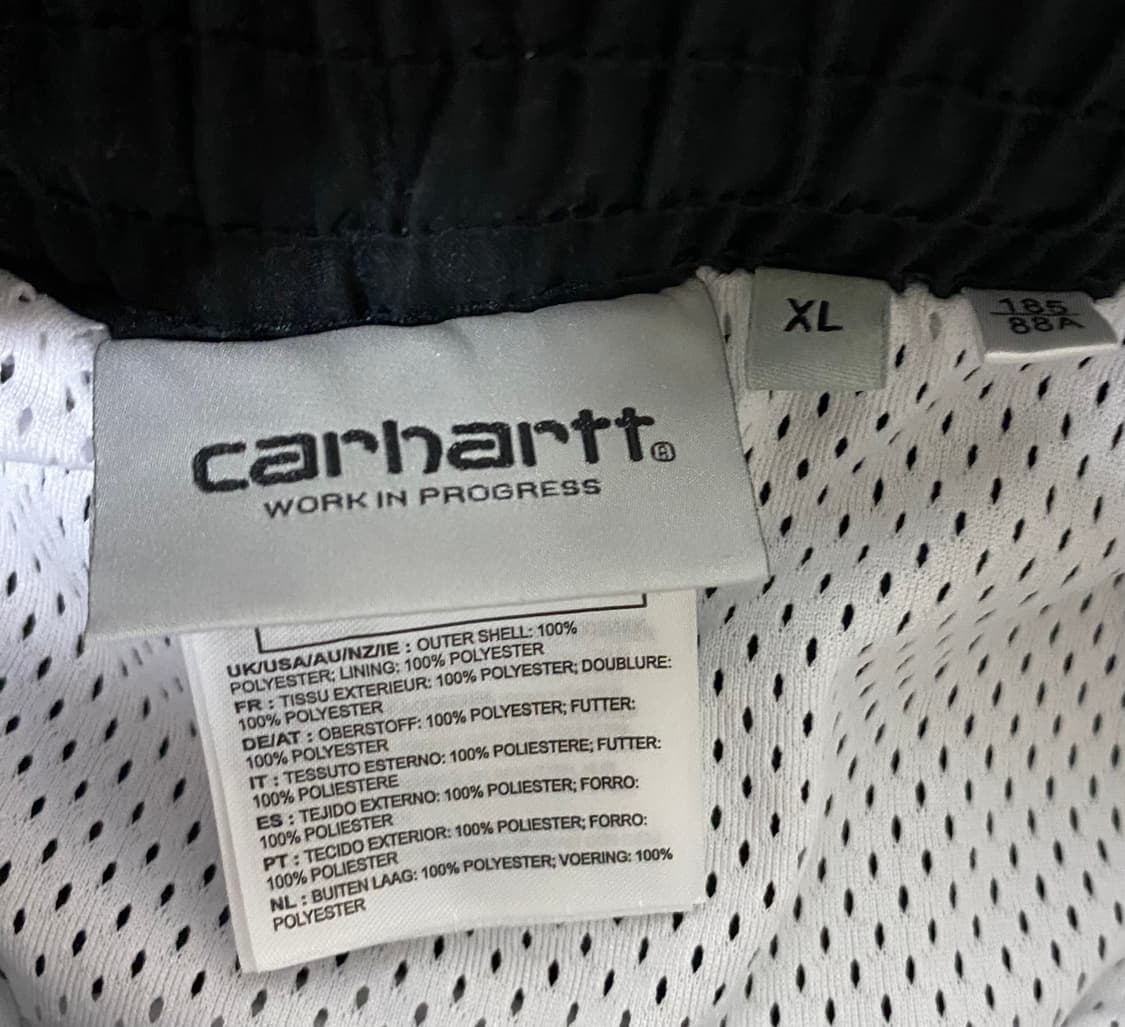 carhartt®
WORK IN PROGRESS
XL
185
88A
UK/USA/AU/NZ/IE : OUTER SHELL: 100%
POLYESTER; LINING: 100% POLYESTER
FR : TISSU EXTERIEUR: 100% POLYESTER; DOUBLURE:
100% POLYESTER
DE/AT : OBERSTOFF: 100% POLYESTER; FUTTER:
100% POLYESTER
IT : TESSUTO ESTERNO: 100% POLIESTERE; FUTTER:
100% POLIESTERE
ES : TEJIDO EXTERNO: 100% POLIESTER; FORRO:
100% POLIESTER
PT : TECIDO EXTERIOR: 100% POLIESTER; FORRO:
100% POLIESTER
NL : BUITEN LAAG: 100% POLYESTER; VOERING: 100%
POLYESTER